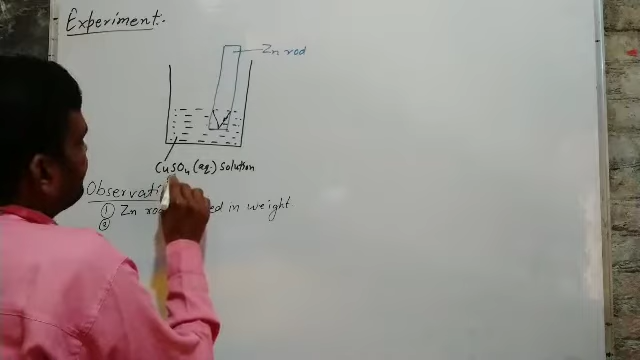 Experiment:-
Zn rod
CuSO4 (aq.) Solution
Observati
① Zn ro ed in weight
②